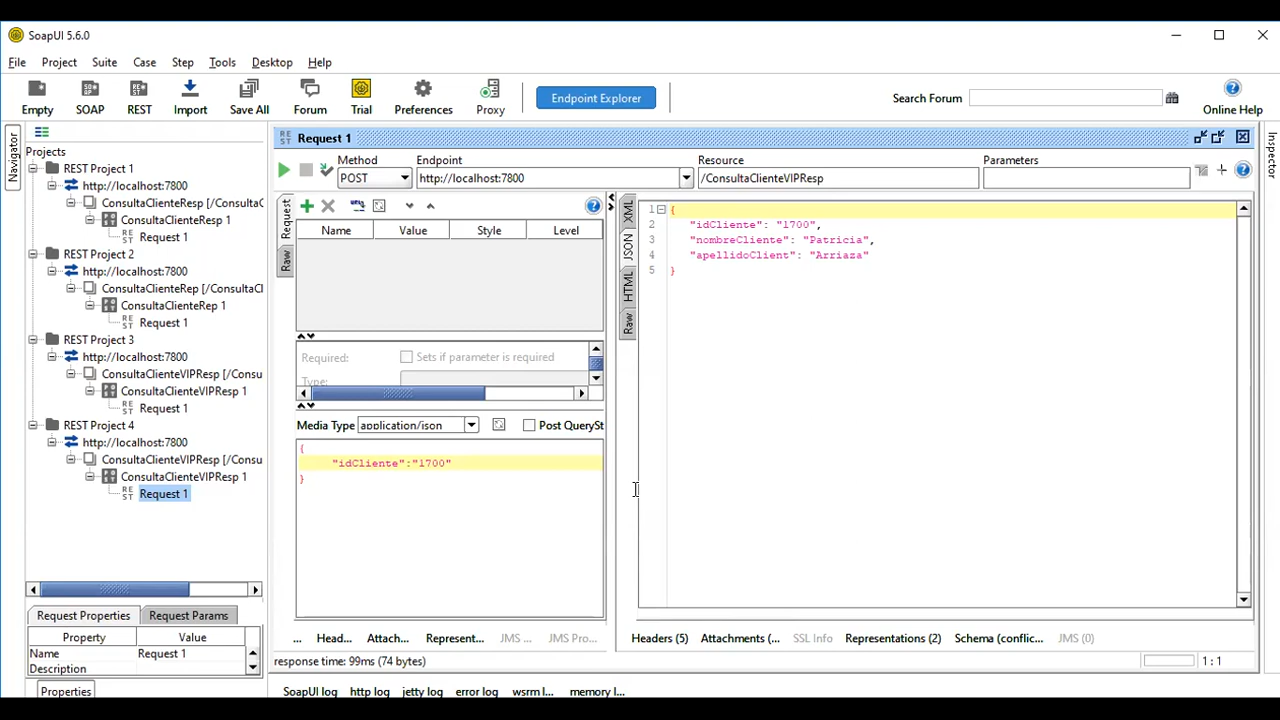 SoapUI 5.6.0
File Project Suite Case Step Tools Desktop Help
Empty SOAP REST Import Save All Forum Trial Preferences Proxy Endpoint Explorer Search Forum Online Help
Navigator
Projects
REST Project 1
http://localhost:7800
ConsultaClienteResp [/ConsultaC
ConsultaClienteResp 1
Request 1
REST Project 2
http://localhost:7800
ConsultaClienteRep [/ConsultaCl
ConsultaClienteRep 1
Request 1
REST Project 3
http://localhost:7800
ConsultaClienteVIPResp [/Consu
ConsultaClienteVIPResp 1
Request 1
REST Project 4
http://localhost:7800
ConsultaClienteVIPResp [/Consu
ConsultaClienteVIPResp 1
Request 1
Request Properties Request Params
Property Value
Name Request 1
Description
Properties
Request 1
Method Endpoint Resource Parameters
POST http://localhost:7800 /ConsultaClienteVIPResp
Request
Raw
Name Value Style Level
Required: Sets if parameter is required
Type:
Media Type application/json Post QuerySt
{
"idCliente":"1700"
}
... Head... Attach... Represent... JMS ... JMS Pro...
XML
JSON
HTML
Raw
1 {
2 "idCliente": "1700",
3 "nombreCliente": "Patricia",
4 "apellidoClient": "Arriaza"
5 }
Headers (5) Attachments (... SSL Info Representations (2) Schema (conflic... JMS (0)
response time: 99ms (74 bytes) 1 : 1
SoapUI log http log jetty log error log wsrm l... memory l...
Inspector